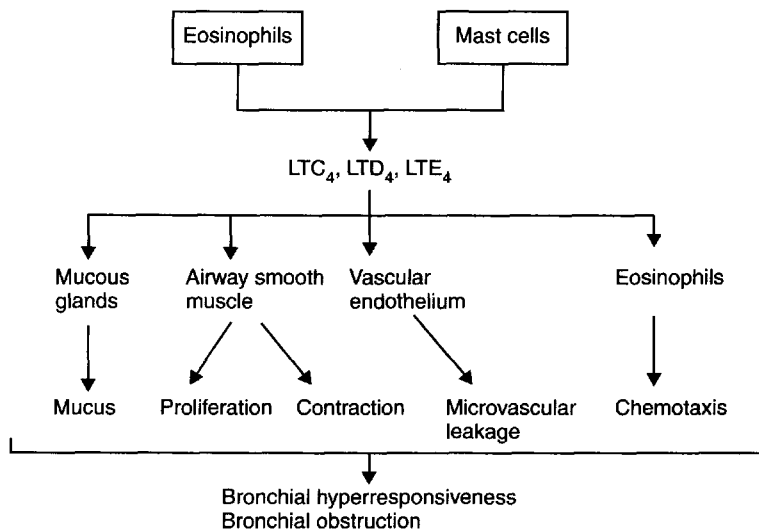 Eosinophils
Mast cells
LTC4, LTD4, LTE4
Mucous
glands
Airway smooth
muscle
Vascular
endothelium
Eosinophils
Mucus
Proliferation
Contraction
Microvascular
leakage
Chemotaxis
Bronchial hyperresponsiveness
Bronchial obstruction